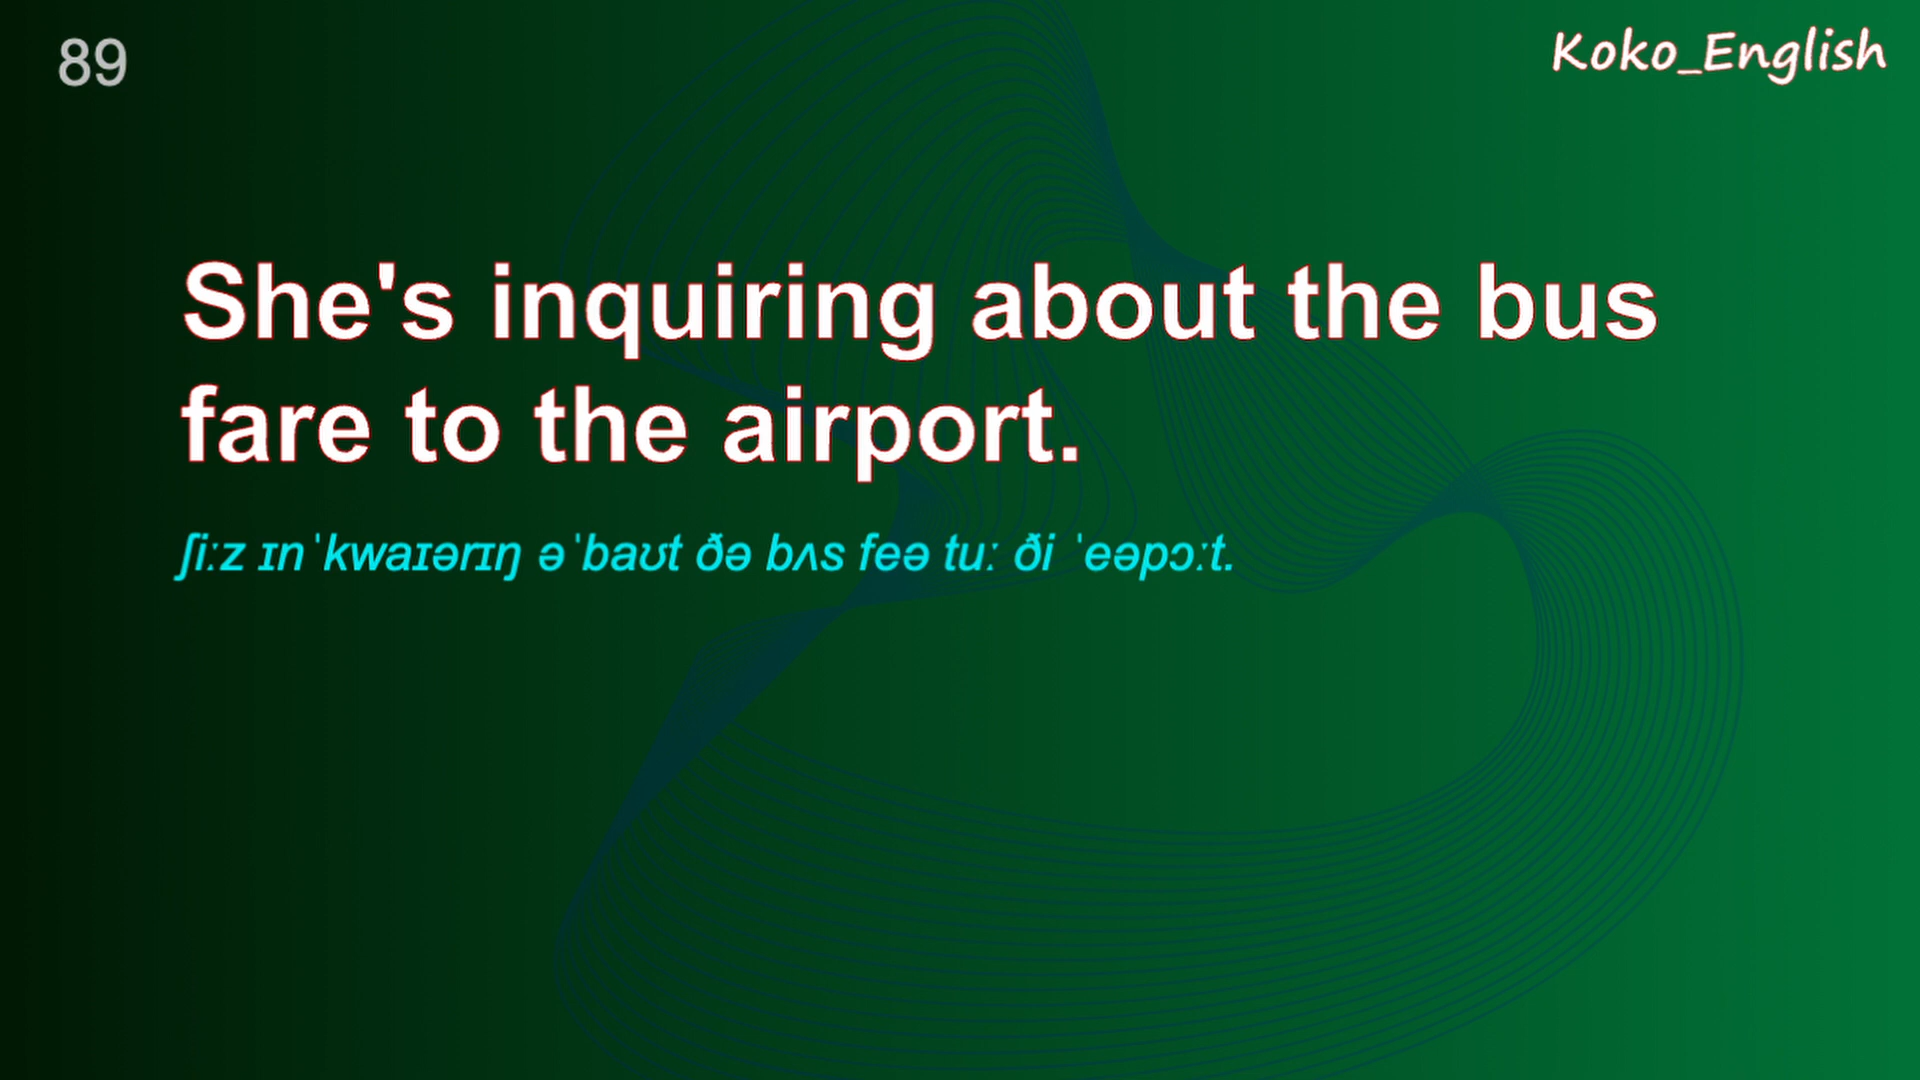 89
Koko_English
She's inquiring about the bus
fare to the airport.
ʃiːz ɪnˈkwaɪərɪŋ əˈbaʊt ðə bʌs feə tuː ði ˈeəpɔːt.